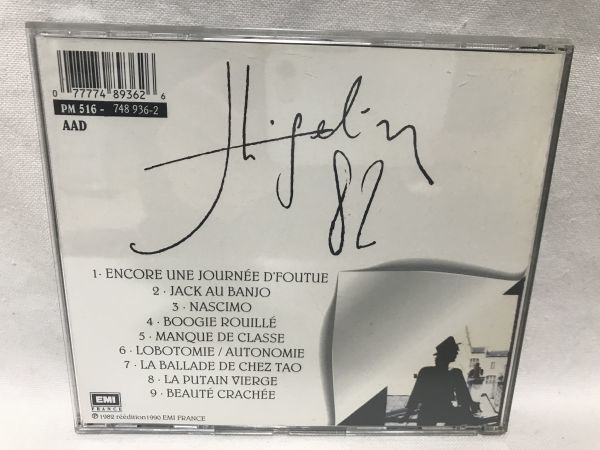 0 77774 89362 6
PM 516 - 748 936-2
AAD
JHigelin
82
1 · ENCORE UNE JOURNÉE D'FOUTUE
2 · JACK AU BANJO
3 · NASCIMO
4 · BOOGIE ROUILLÉ
5 · MANQUE DE CLASSE
6 · LOBOTOMIE / AUTONOMIE
7 · LA BALLADE DE CHEZ TAO
8 · LA PUTAIN VIERGE
9 · BEAUTÉ CRACHÉE
EMI
FRANCE
℗ 1982 réédition 1990 EMI FRANCE